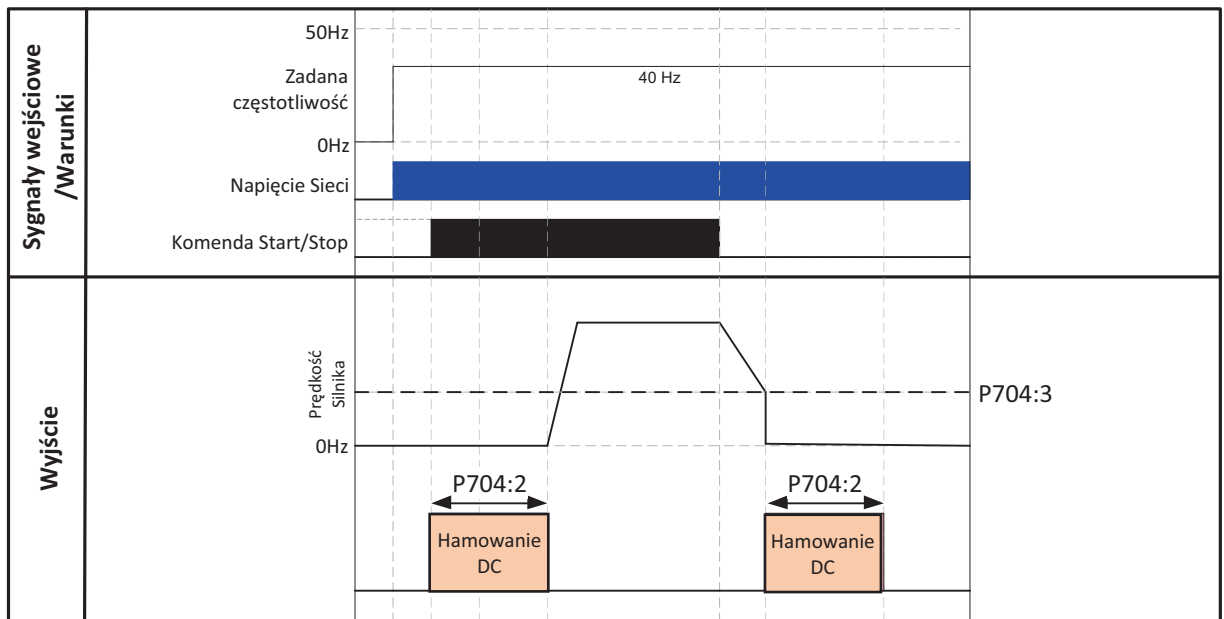 Sygnały wejściowe
/Warunki
50Hz
Zadana
częstotliwość
40 Hz
0Hz
Napięcie Sieci
Komenda Start/Stop
Wyjście
Prędkość
Silnika
P704:3
0Hz
P704:2
P704:2
Hamowanie
DC
Hamowanie
DC